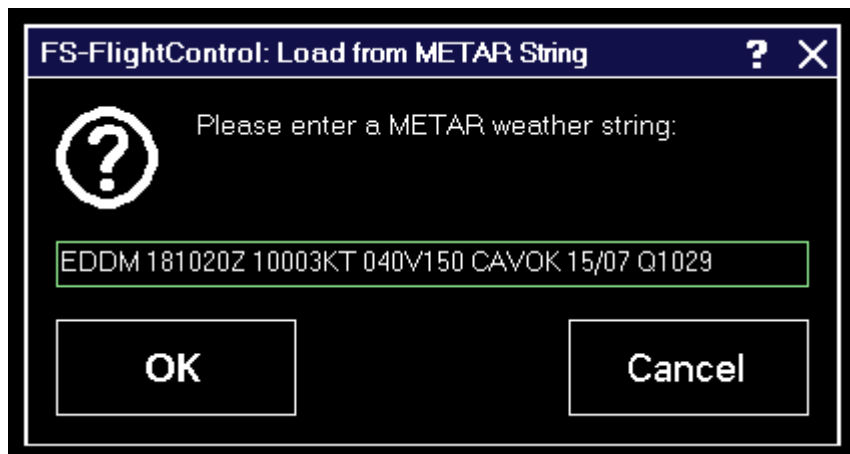 FS-FlightControl: Load from METAR String ? X
Please enter a METAR weather string:
?
EDDM 181020Z 10003KT 040V150 CAVOK 15/07 Q1029
OK Cancel